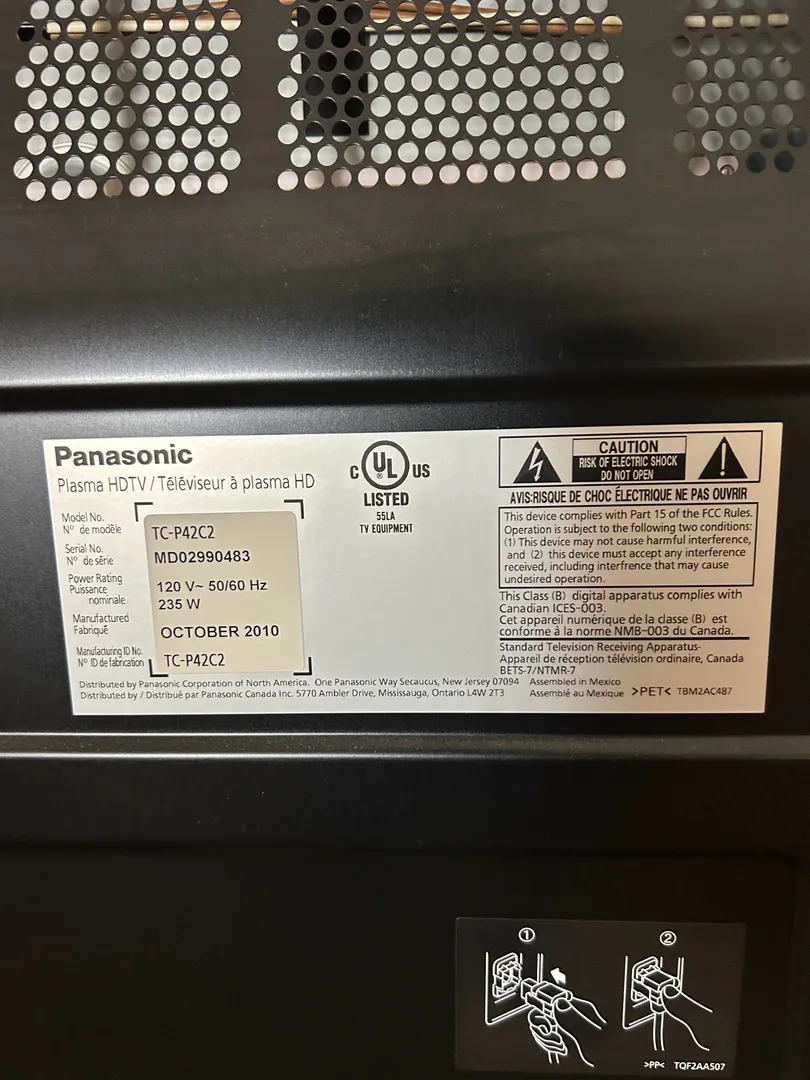 Panasonic
Plasma HDTV / Téléviseur à plasma HD
Model No.
Nº de modèle
TC-P42C2
Serial No.
Nº de série
MD02990483
Power Rating
Puissance
nominale
120 V~ 50/60 Hz
235 W
Manufactured
Fabriqué
OCTOBER 2010
Manufacturing ID No.
Nº ID de fabrication
TC-P42C2
C UL US
®
LISTED
55LA
TV EQUIPMENT
CAUTION
RISK OF ELECTRIC SHOCK
DO NOT OPEN
AVIS:RISQUE DE CHOC ÉLECTRIQUE NE PAS OUVRIR
This device complies with Part 15 of the FCC Rules.
Operation is subject to the following two conditions:
(1) This device may not cause harmful interference,
and (2) this device must accept any interference
received, including interfrence that may cause
undesired operation.
This Class (B) digital apparatus complies with
Canadian ICES-003.
Cet appareil numérique de la classe (B) est
conforme à la norme NMB-003 du Canada.
Standard Television Receiving Apparatus-
Appareil de réception télévision ordinaire, Canada
BETS-7/NTMR-7
Distributed by Panasonic Corporation of North America. One Panasonic Way Secaucus, New Jersey 07094
Distributed by / Distribué par Panasonic Canada Inc. 5770 Ambler Drive, Mississauga, Ontario L4W 2T3
Assembled in Mexico
Assemblé au Mexique
>PET< TBM2AC487
① ②
>PP< TQF2AA507